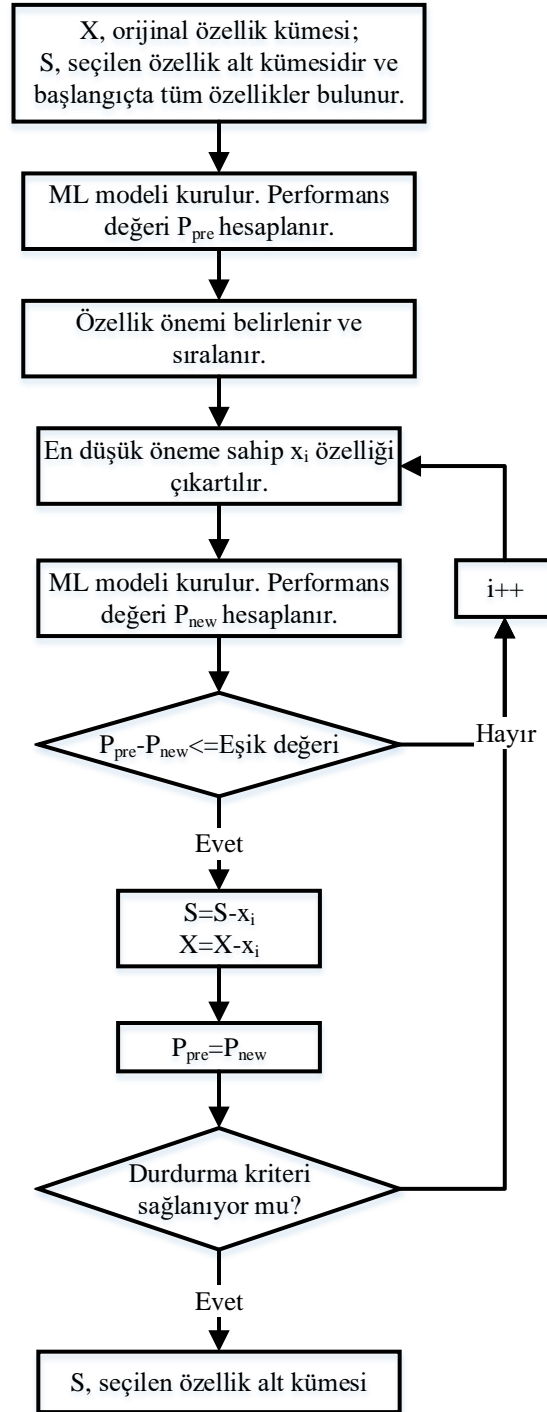 X, orijinal özellik kümesi;
S, seçilen özellik alt kümesidir ve
başlangıçta tüm özellikler bulunur.
ML modeli kurulur. Performans
değeri Ppre hesaplanır.
Özellik önemi belirlenir ve
sıralanır.
En düşük öneme sahip xi özelliği
çıkartılır.
ML modeli kurulur. Performans
değeri Pnew hesaplanır.
i++
Ppre-Pnew<=Eşik değeri
Hayır
Evet
S=S-xi
X=X-xi
Ppre=Pnew
Durdurma kriteri
sağlanıyor mu?
Evet
S, seçilen özellik alt kümesi